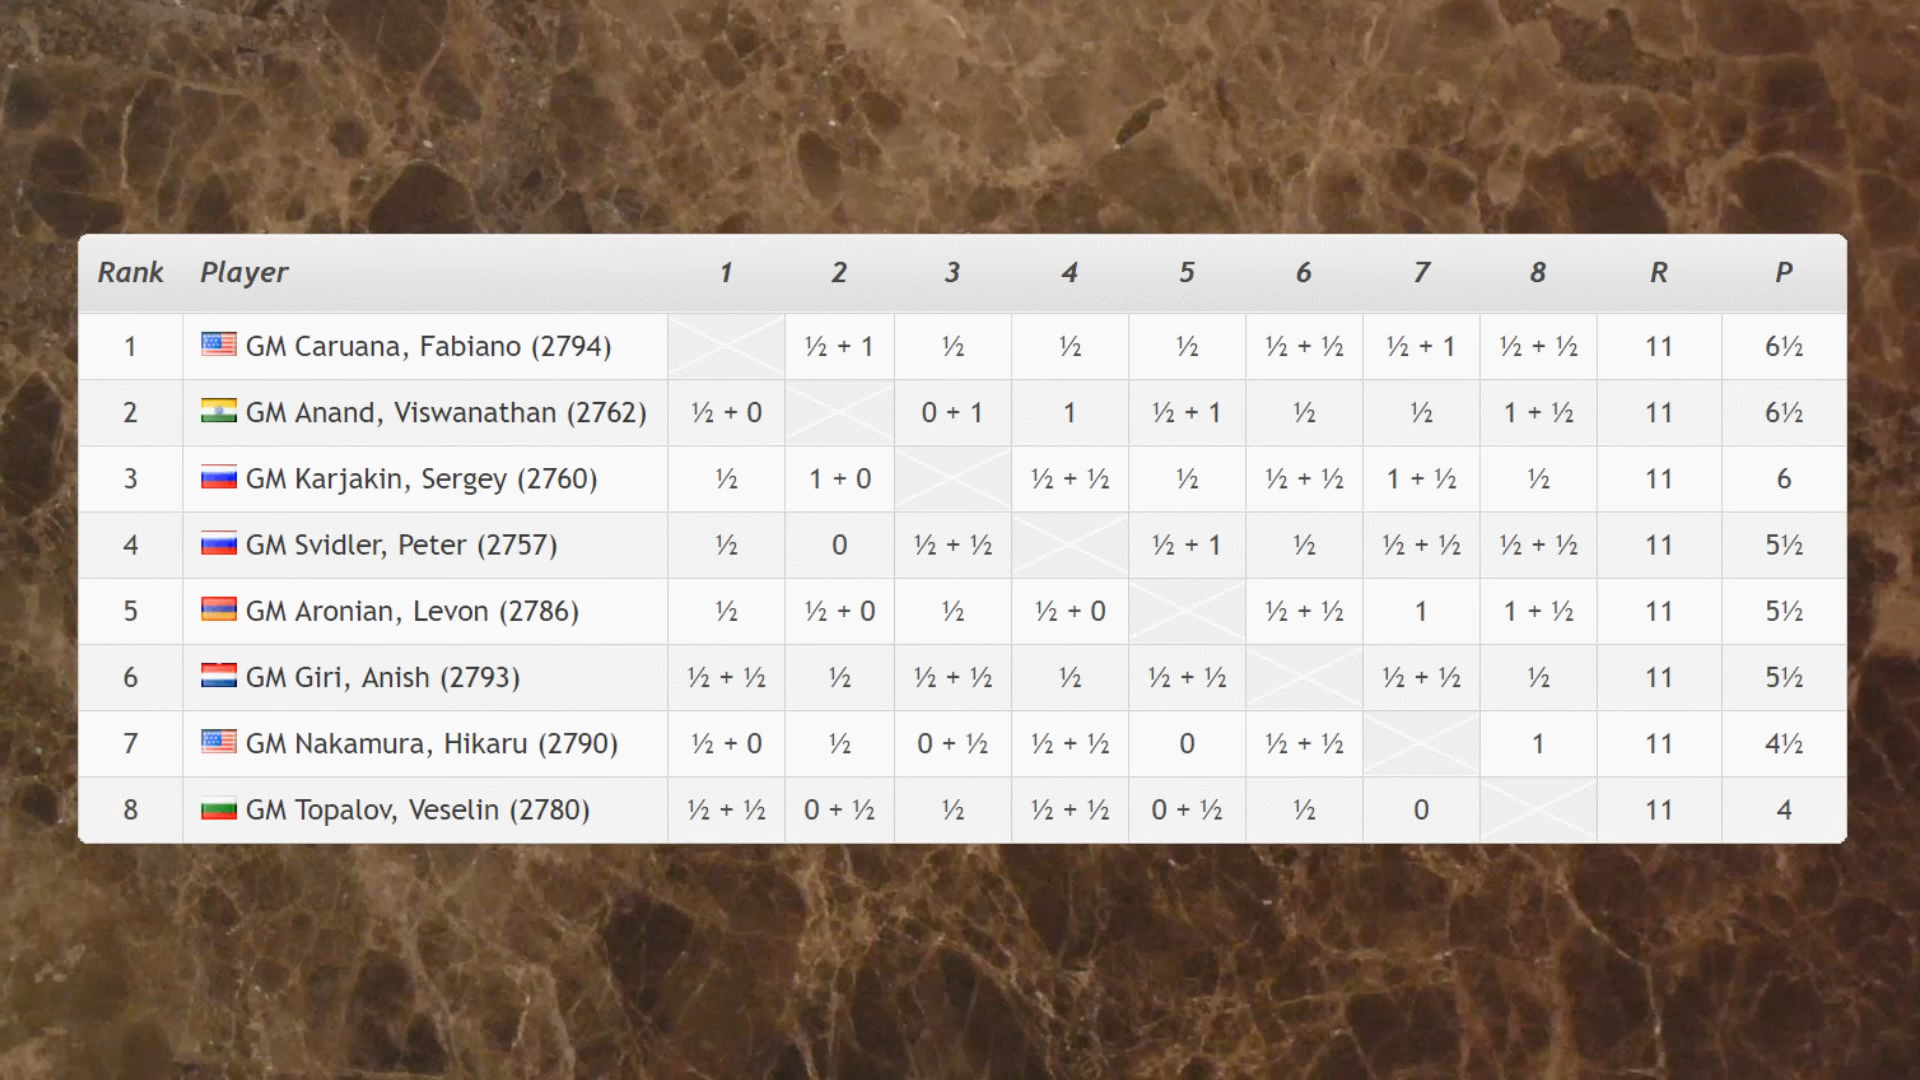 Rank Player 1 2 3 4 5 6 7 8 R P
1 GM Caruana, Fabiano (2794) ½ + 1 ½ ½ ½ ½ + ½ ½ + 1 ½ + ½ 11 6½
2 GM Anand, Viswanathan (2762) ½ + 0 0 + 1 1 ½ + 1 ½ ½ 1 + ½ 11 6½
3 GM Karjakin, Sergey (2760) ½ 1 + 0 ½ + ½ ½ ½ + ½ 1 + ½ ½ 11 6
4 GM Svidler, Peter (2757) ½ 0 ½ + ½ ½ + 1 ½ ½ + ½ ½ + ½ 11 5½
5 GM Aronian, Levon (2786) ½ ½ + 0 ½ ½ + 0 ½ + ½ 1 1 + ½ 11 5½
6 GM Giri, Anish (2793) ½ + ½ ½ ½ + ½ ½ ½ + ½ ½ + ½ ½ 11 5½
7 GM Nakamura, Hikaru (2790) ½ + 0 ½ 0 + ½ ½ + ½ 0 ½ + ½ 1 11 4½
8 GM Topalov, Veselin (2780) ½ + ½ 0 + ½ ½ ½ + ½ 0 + ½ ½ 0 11 4